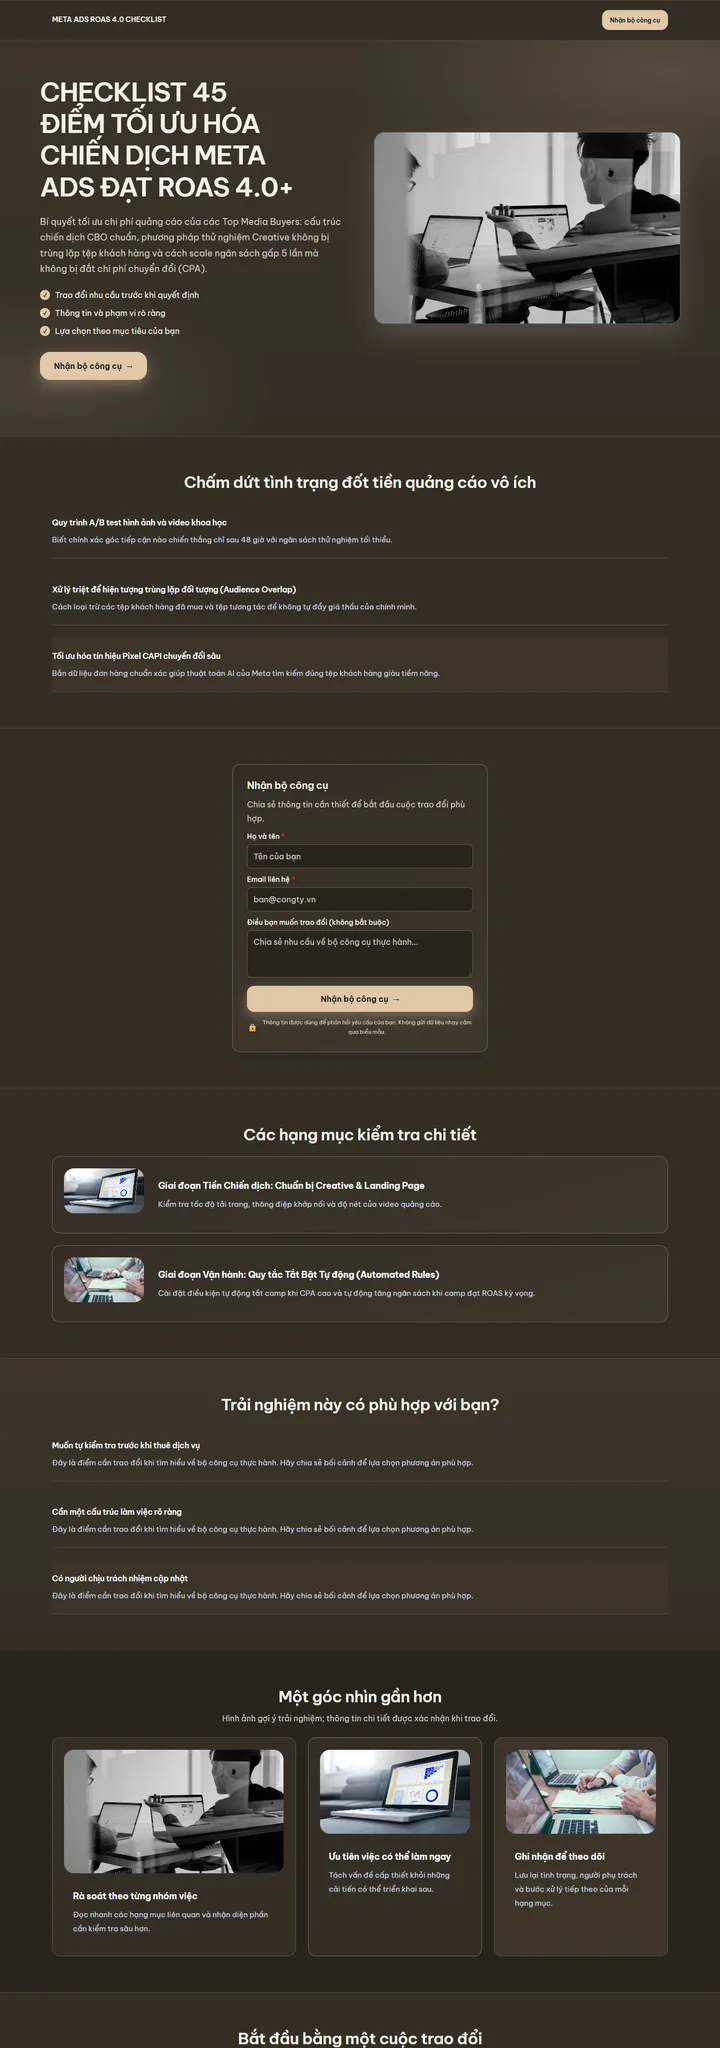 META ADS ROAS 4.0 CHECKLIST
Nhận bộ công cụ
CHECKLIST 45
ĐIỂM TỐI ƯU HÓA
CHIẾN DỊCH META
ADS ĐẠT ROAS 4.0+
Bí quyết tối ưu chi phí quảng cáo của các Top Media Buyers: cấu trúc
chiến dịch CBO chuẩn, phương pháp thử nghiệm Creative không bị
trùng lặp tệp khách hàng và cách scale ngân sách gấp 5 lần mà
không bị đắt chi phí chuyển đổi (CPA).
✓ Trao đổi nhu cầu trước khi quyết định
✓ Thông tin và phạm vi rõ ràng
✓ Lựa chọn theo mục tiêu của bạn
Nhận bộ công cụ →
Chấm dứt tình trạng đốt tiền quảng cáo vô ích
Quy trình A/B test hình ảnh và video khoa học
Biết chính xác góc tiếp cận nào chiến thắng chỉ sau 48 giờ với ngân sách thử nghiệm tối thiểu.
Xử lý triệt để hiện tượng trùng lặp đối tượng (Audience Overlap)
Cách loại trừ các tệp khách hàng đã mua và tệp tương tác để không tự đẩy giá thầu của chính mình.
Tối ưu hóa tín hiệu Pixel CAPI chuyển đổi sâu
Bắn dữ liệu đơn hàng chuẩn xác giúp thuật toán AI của Meta tìm kiếm đúng tệp khách hàng giàu tiềm năng.
Nhận bộ công cụ
Chia sẻ thông tin cần thiết để bắt đầu cuộc trao đổi phù
hợp.
Họ và tên *
Tên của bạn
Email liên hệ *
ban@congty.vn
Điều bạn muốn trao đổi (không bắt buộc)
Chia sẻ nhu cầu về bộ công cụ thực hành...
Nhận bộ công cụ →
Thông tin được dùng để phản hồi yêu cầu của bạn. Không gửi dữ liệu nhạy cảm
qua biểu mẫu.
Các hạng mục kiểm tra chi tiết
Giai đoạn Tiền Chiến dịch: Chuẩn bị Creative & Landing Page
Kiểm tra tốc độ tải trang, thông điệp khớp nối và độ nét của video quảng cáo.
Giai đoạn Vận hành: Quy tắc Tắt Bật Tự động (Automated Rules)
Cài đặt điều kiện tự động tắt camp khi CPA cao và tự động tăng ngân sách khi camp đạt ROAS kỳ vọng.
Trải nghiệm này có phù hợp với bạn?
Muốn tự kiểm tra trước khi thuê dịch vụ
Đây là điểm cần trao đổi khi tìm hiểu về bộ công cụ thực hành. Hãy chia sẻ bối cảnh để lựa chọn phương án phù hợp.
Cần một cấu trúc làm việc rõ ràng
Đây là điểm cần trao đổi khi tìm hiểu về bộ công cụ thực hành. Hãy chia sẻ bối cảnh để lựa chọn phương án phù hợp.
Có người chịu trách nhiệm cập nhật
Đây là điểm cần trao đổi khi tìm hiểu về bộ công cụ thực hành. Hãy chia sẻ bối cảnh để lựa chọn phương án phù hợp.
Một góc nhìn gần hơn
Hình ảnh gợi ý trải nghiệm; thông tin chi tiết được xác nhận khi trao đổi.
Rà soát theo từng nhóm việc
Đọc nhanh các hạng mục liên quan và nhận diện phần
cần kiểm tra sâu hơn.
Ưu tiên việc có thể làm ngay
Tách vấn đề cấp thiết khỏi những
cải tiến có thể triển khai sau.
Ghi nhận để theo dõi
Lưu lại tình trạng, người phụ trách
và bước xử lý tiếp theo của mỗi
hạng mục.
Bắt đầu bằng một cuộc trao đổi